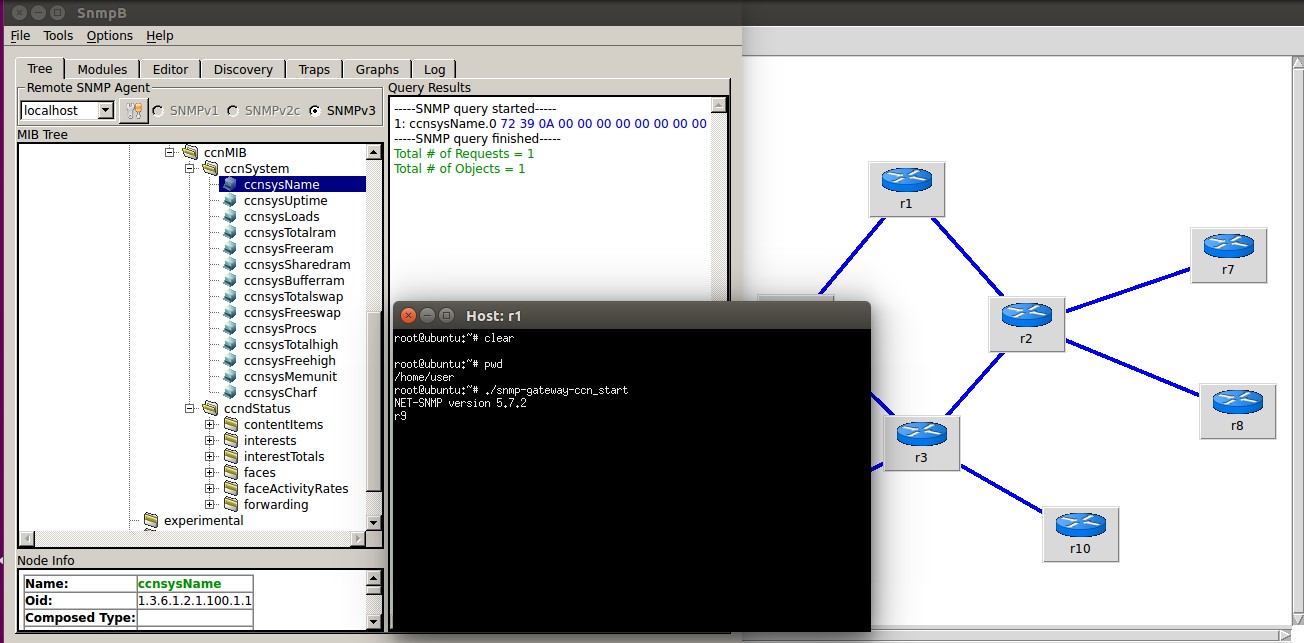 SnmpB
File Tools Options Help
Tree Modules Editor Discovery Traps Graphs Log
Remote SNMP Agent
localhost SNMPv1 SNMPv2c SNMPv3
MIB Tree
ccnMIB
ccnSystem
ccnsysName
ccnsysUptime
ccnsysLoads
ccnsysTotalram
ccnsysFreeram
ccnsysSharedram
ccnsysBufferram
ccnsysTotalswap
ccnsysFreeswap
ccnsysProcs
ccnsysTotalhigh
ccnsysFreehigh
ccnsysMemunit
ccnsysCharf
ccndStatus
contentItems
interests
interestTotals
faces
faceActivityRates
forwarding
experimental
Node Info
Name: ccnsysName
Oid: 1.3.6.1.2.1.100.1.1
Composed Type:
Query Results
-----SNMP query started-----
1: ccnsysName.0 72 39 0A 00 00 00 00 00 00 00 00
-----SNMP query finished-----
Total # of Requests = 1
Total # of Objects = 1
Host: r1
root@ubuntu:~# clear
root@ubuntu:~# pwd
/home/user
root@ubuntu:~# ./snmp-gateway-ccn_start
NET-SNMP version 5.7.2
r9
r1
r7
r2
r8
r3
r10